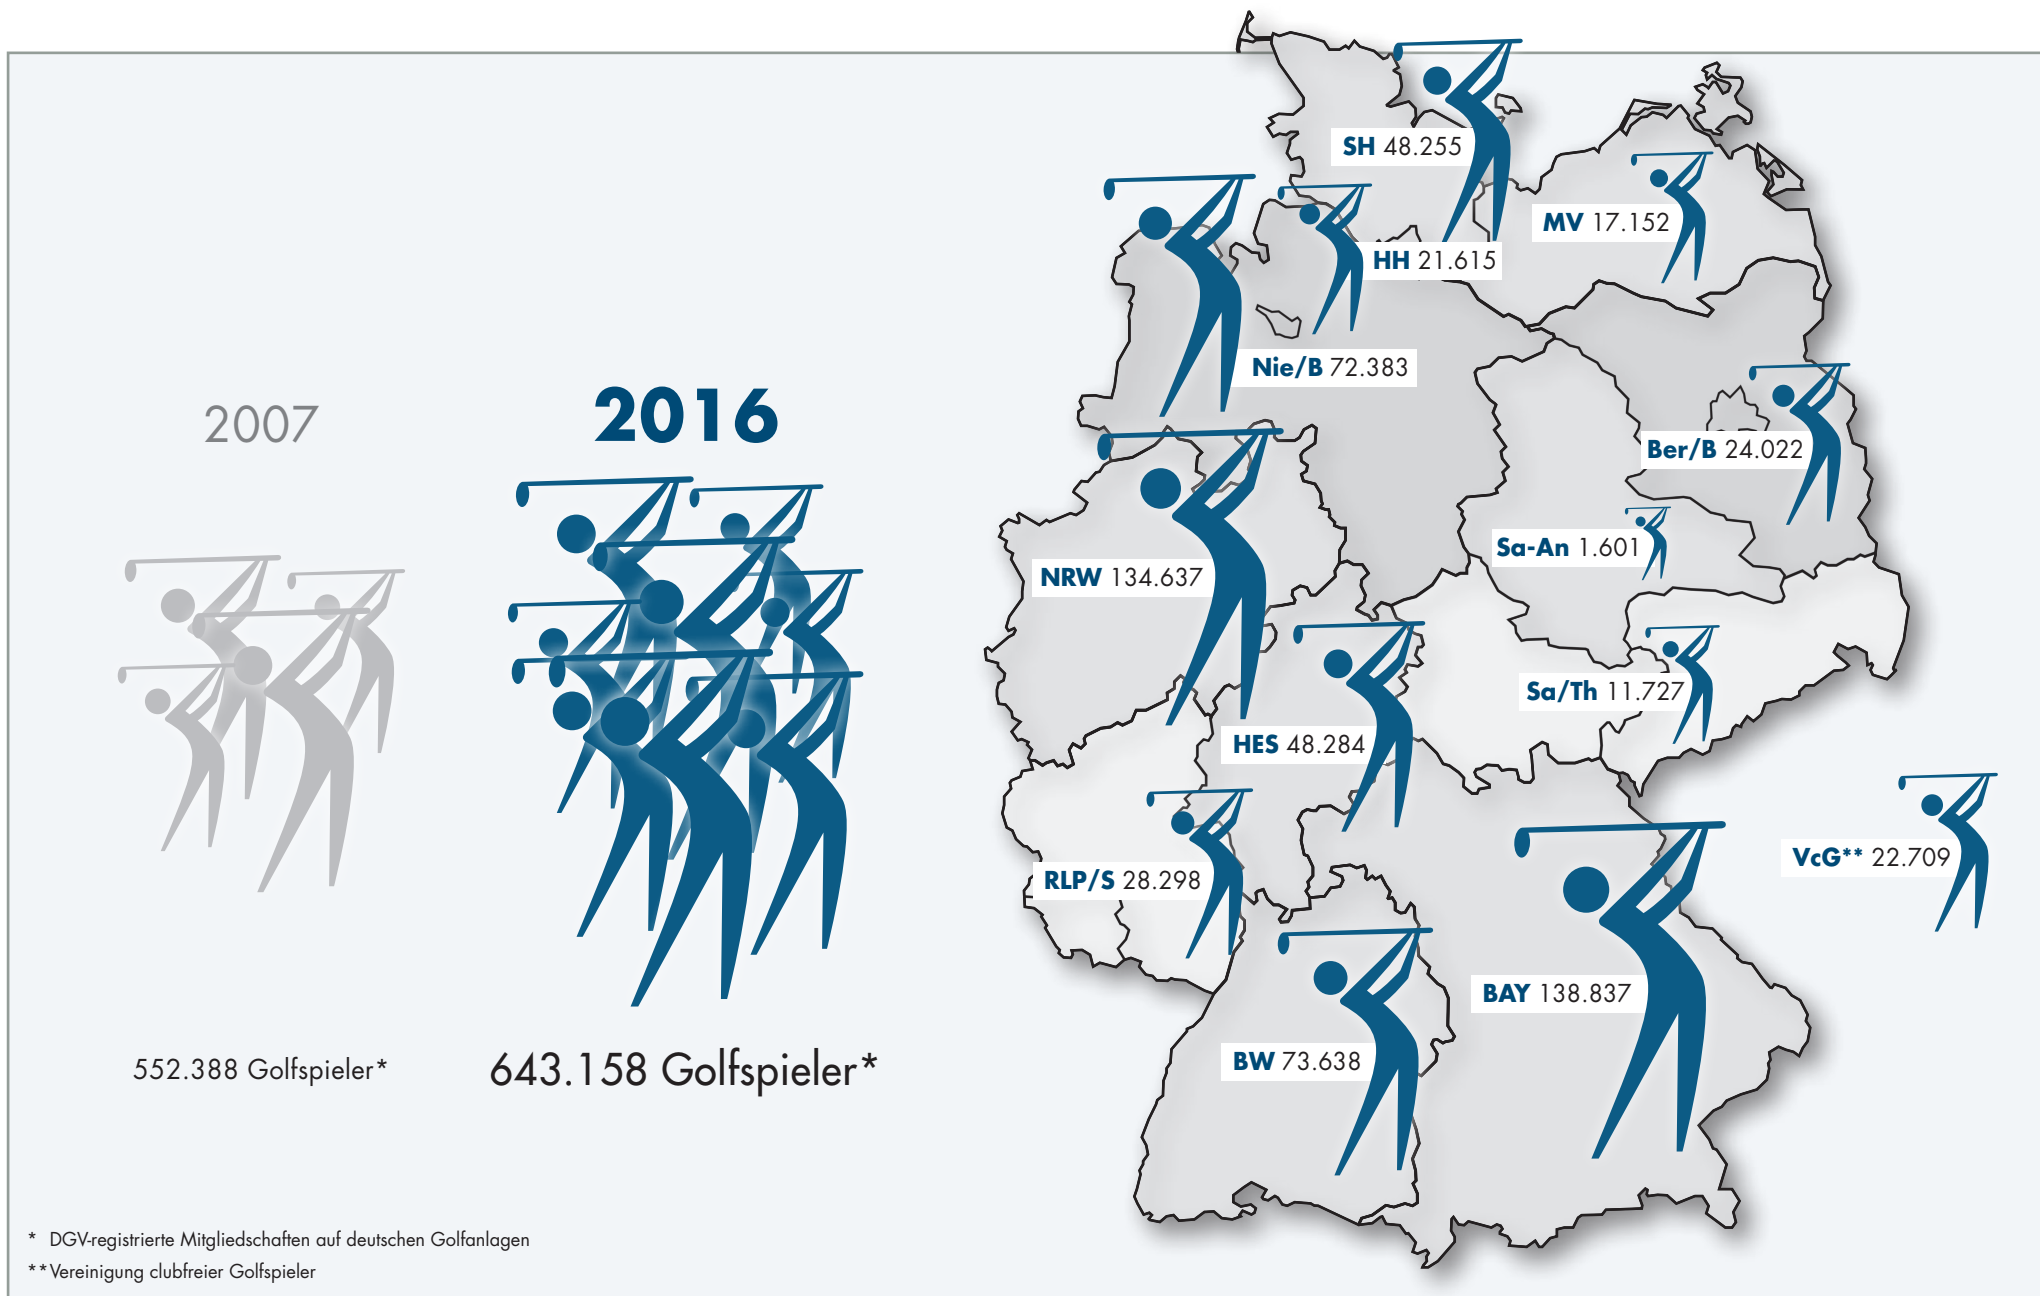 2007
2016
552.388 Golfspieler*
643.158 Golfspieler*
SH 48.255
MV 17.152
HH 21.615
Nie/B 72.383
Ber/B 24.022
Sa-An 1.601
NRW 134.637
Sa/Th 11.727
HES 48.284
VcG** 22.709
RLP/S 28.298
BAY 138.837
BW 73.638
* DGV-registrierte Mitgliedschaften auf deutschen Golfanlagen
** Vereinigung clubfreier Golfspieler